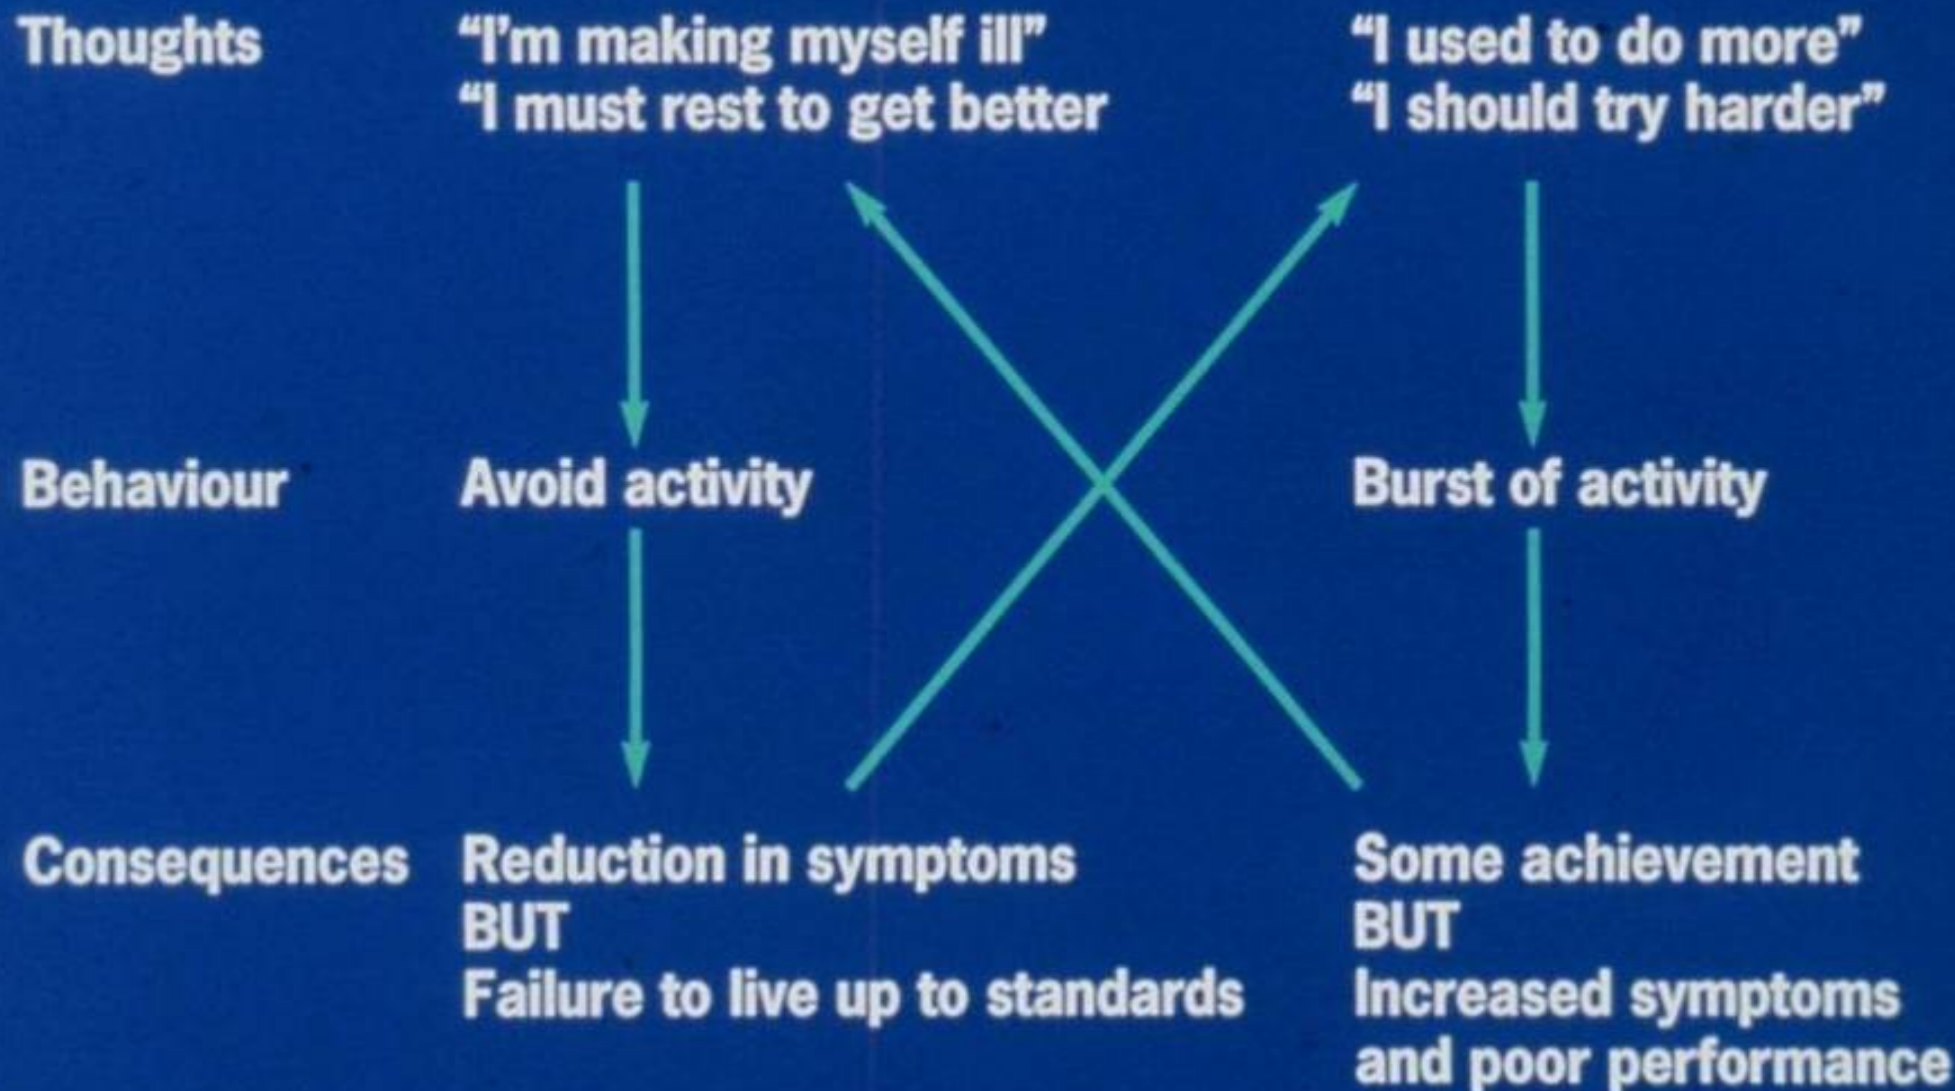 Thoughts
“I’m making myself ill”
“I must rest to get better
“I used to do more”
“I should try harder”
Behaviour
Avoid activity
Burst of activity
Consequences
Reduction in symptoms
BUT
Failure to live up to standards
Some achievement
BUT
Increased symptoms
and poor performance